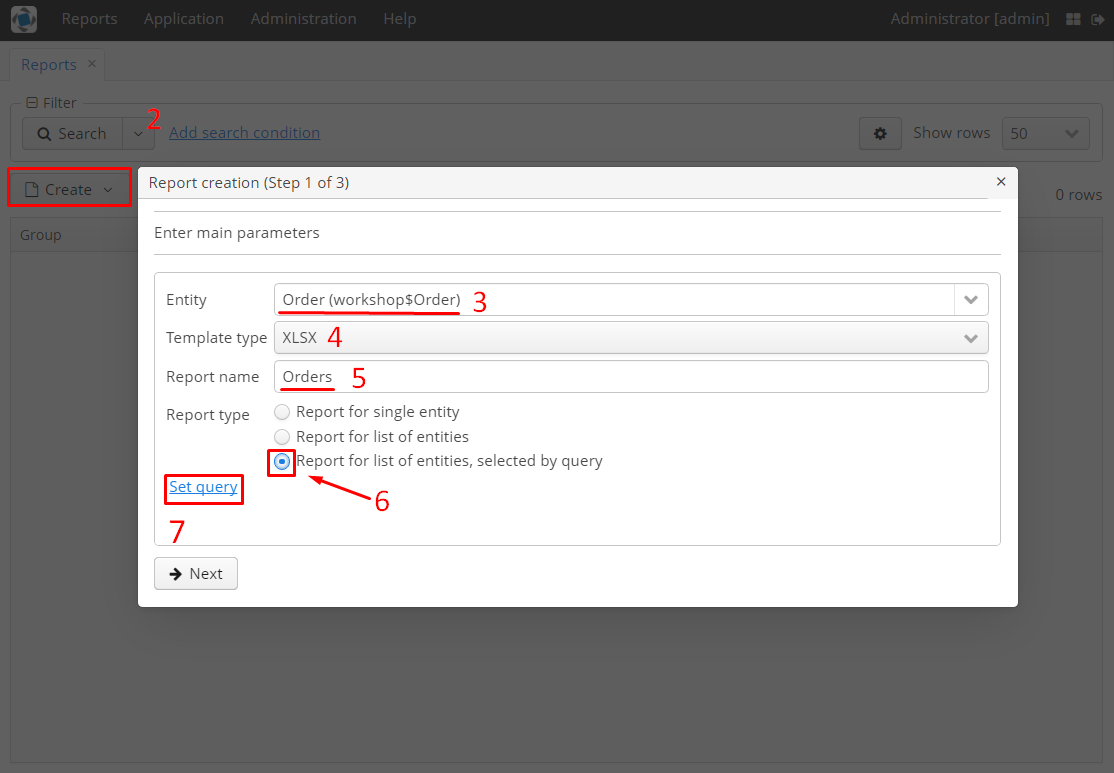 Reports Application Administration Help Administrator [admin]
Reports ×
Filter
2
Search Add search condition Show rows 50
Create 0 rows
Report creation (Step 1 of 3) ×
Group
Enter main parameters
Entity Order (workshop$Order) 3
Template type XLSX 4
Report name Orders 5
Report type Report for single entity
Report for list of entities
Report for list of entities, selected by query
Set query
6
7
Next